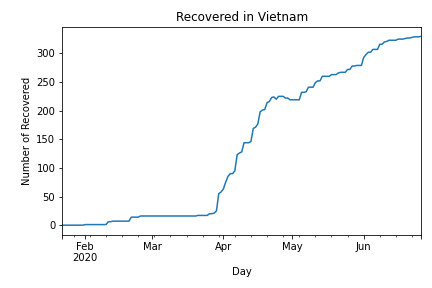 Recovered in Vietnam
Number of Recovered
300
250
200
150
100
50
0
Feb
2020
Mar
Apr
May
Jun
Day